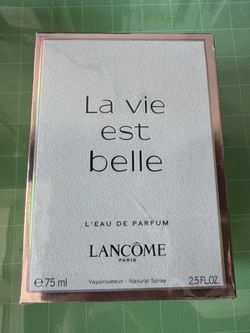 La vie
est
belle
L'EAU DE PARFUM
LANCÔME
PARIS
e 75 ml Vaporisateur - Natural Spray 2.5 FL.OZ